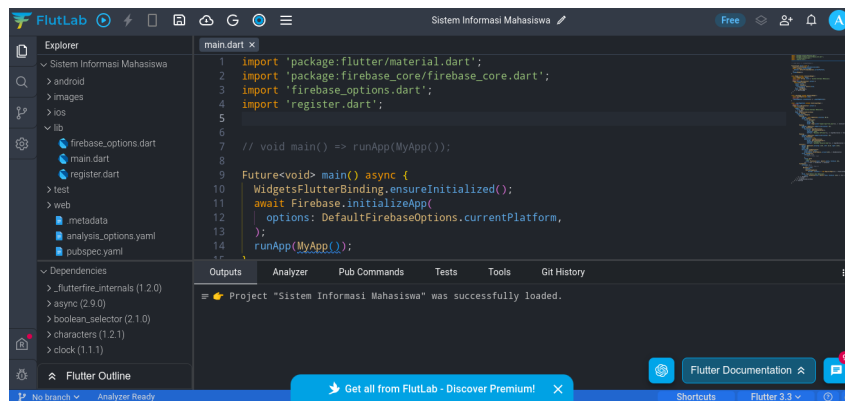 FlutLab
Sistem Informasi Mahasiswa
Free
A
Explorer
Sistem Informasi Mahasiswa
android
images
ios
lib
firebase_options.dart
main.dart
register.dart
test
web
.metadata
analysis_options.yaml
pubspec.yaml
Dependencies
_flutterfire_internals (1.2.0)
async (2.9.0)
boolean_selector (2.1.0)
characters (1.2.1)
clock (1.1.1)
Flutter Outline
main.dart ×
1 import 'package:flutter/material.dart';
2 import 'package:firebase_core/firebase_core.dart';
3 import 'firebase_options.dart';
4 import 'register.dart';
5
6
7 // void main() => runApp(MyApp());
8
9 Future<void> main() async {
10 WidgetsFlutterBinding.ensureInitialized();
11 await Firebase.initializeApp(
12 options: DefaultFirebaseOptions.currentPlatform,
13 );
14 runApp(MyApp());
15 }
Outputs Analyzer Pub Commands Tests Tools Git History
Project "Sistem Informasi Mahasiswa" was successfully loaded.
Flutter Documentation
Get all from FlutLab - Discover Premium!
No branch Analyzer Ready Shortcuts Flutter 3.3